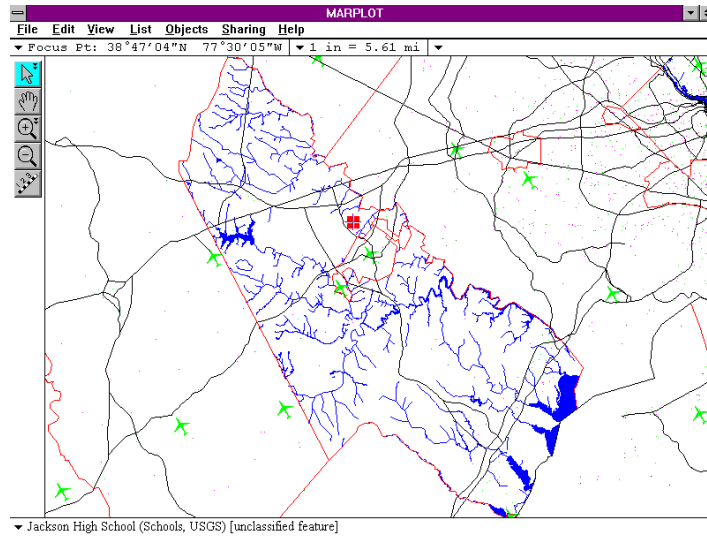 MARPLOT
File Edit View List Objects Sharing Help
Focus Pt: 38°47'04"N 77°30'05"W 1 in = 5.61 mi
Jackson High School (Schools, USGS) [unclassified feature]